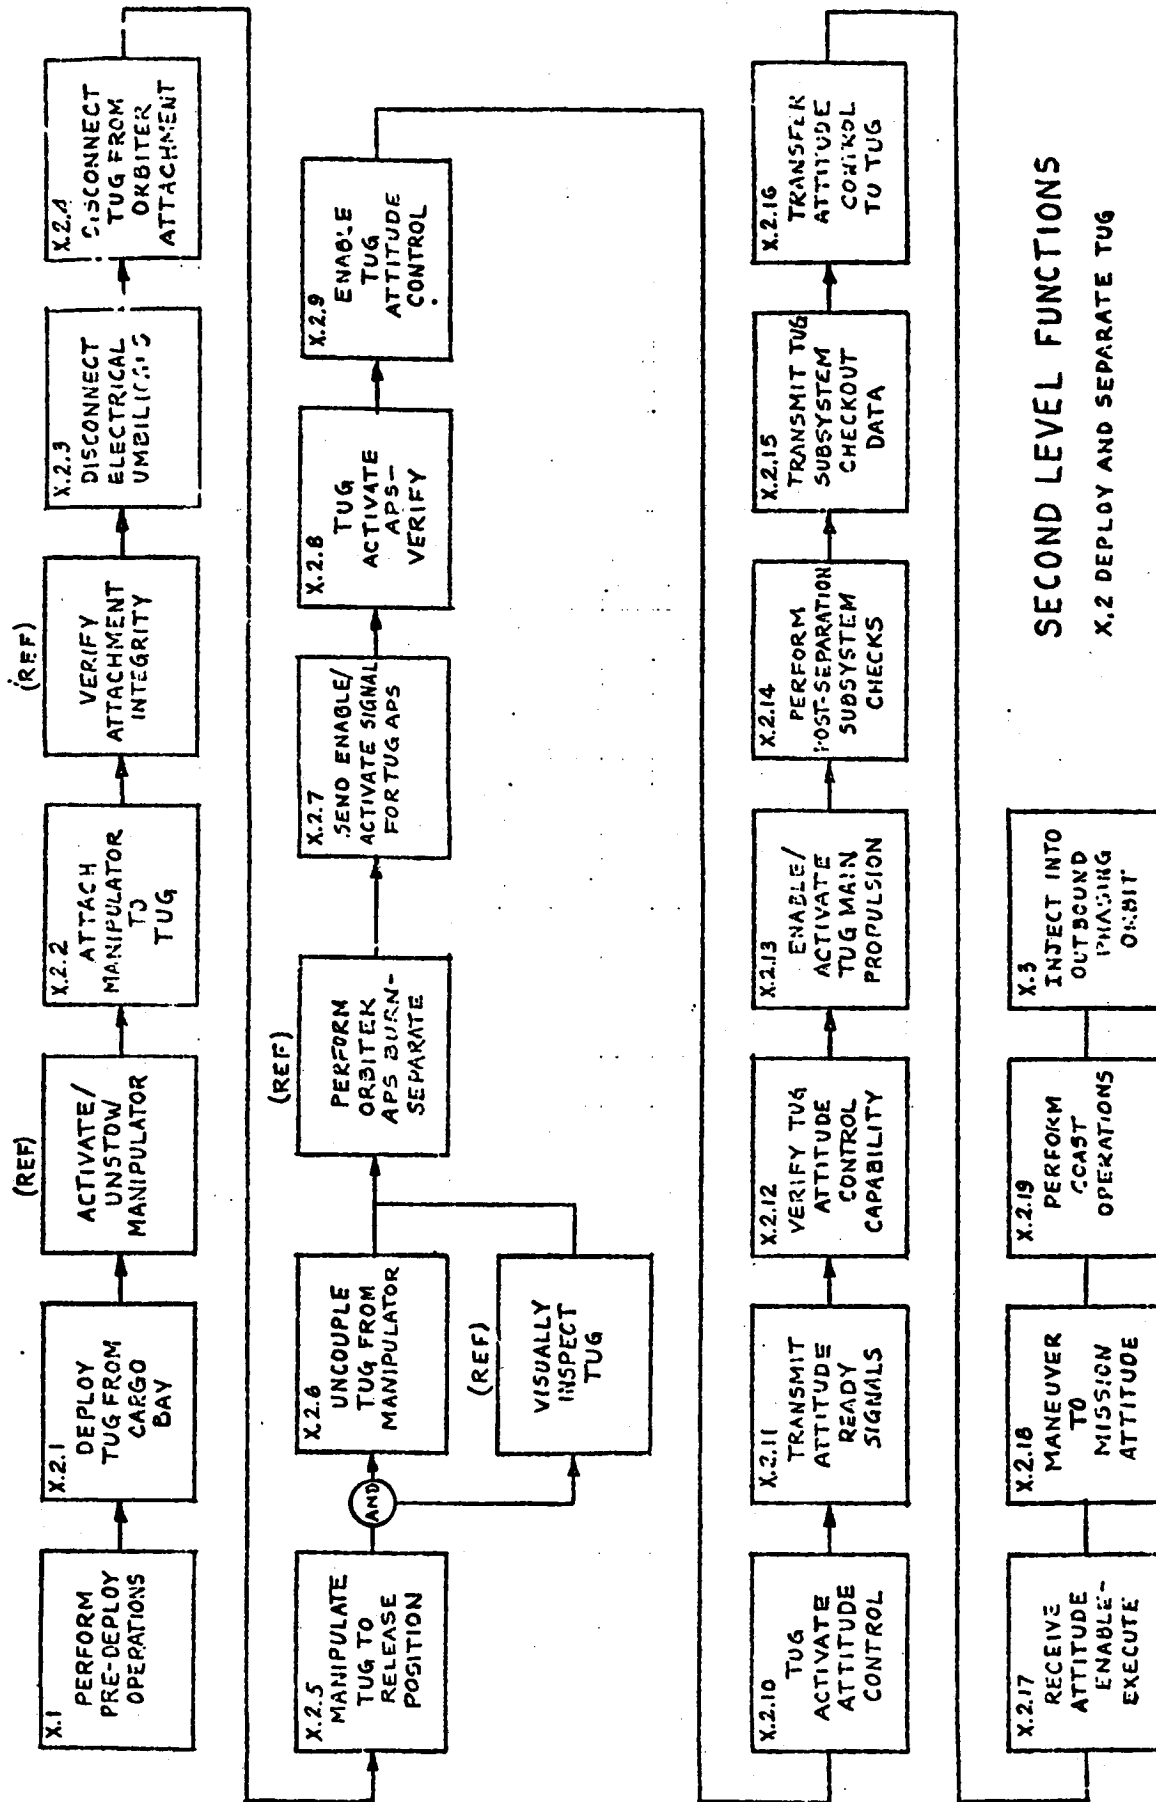 X.1
PERFORM
PRE-DEPLOY
OPERATIONS
X.2.1
DEPLOY
TUG FROM
CARGO
BAY
(REF)
ACTIVATE/
UNSTOW
MANIPULATOR
X.2.2
ATTACH
MANIPULATOR
TO
TUG
(REF)
VERIFY
ATTACHMENT
INTEGRITY
X.2.3
DISCONNECT
ELECTRICAL
UMBILICALS
X.2.4
DISCONNECT
TUG FROM
ORBITER
ATTACHMENT
X.2.5
MANIPULATE
TUG TO
RELEASE
POSITION
AND
X.2.6
UNCOUPLE
TUG FROM
MANIPULATOR
(REF)
VISUALLY
INSPECT
TUG
(REF)
PERFORM
ORBITER
APS BURN-
SEPARATE
X.2.7
SEND ENABLE/
ACTIVATE SIGNAL
FOR TUG APS
X.2.8
TUG
ACTIVATE
APS-
VERIFY
X.2.9
ENABLE
TUG
ATTITUDE
CONTROL
X.2.10
TUG
ACTIVATE
ATTITUDE
CONTROL
X.2.11
TRANSMIT
ATTITUDE
READY
SIGNALS
X.2.12
VERIFY TUG
ATTITUDE
CONTROL
CAPABILITY
X.2.13
ENABLE/
ACTIVATE
TUG MAIN
PROPULSION
X.2.14
PERFORM
POST-SEPARATION
SUBSYSTEM
CHECKS
X.2.15
TRANSMIT TUG
SUBSYSTEM
CHECKOUT
DATA
X.2.16
TRANSFER
ATTITUDE
CONTROL
TO TUG
X.2.17
RECEIVE
ATTITUDE
ENABLE-
EXECUTE
X.2.18
MANEUVER
TO
MISSION
ATTITUDE
X.2.19
PERFORM
COAST
OPERATIONS
X.3
INJECT INTO
OUTBOUND
PHASING
ORBIT
SECOND LEVEL FUNCTIONS
X.2 DEPLOY AND SEPARATE TUG